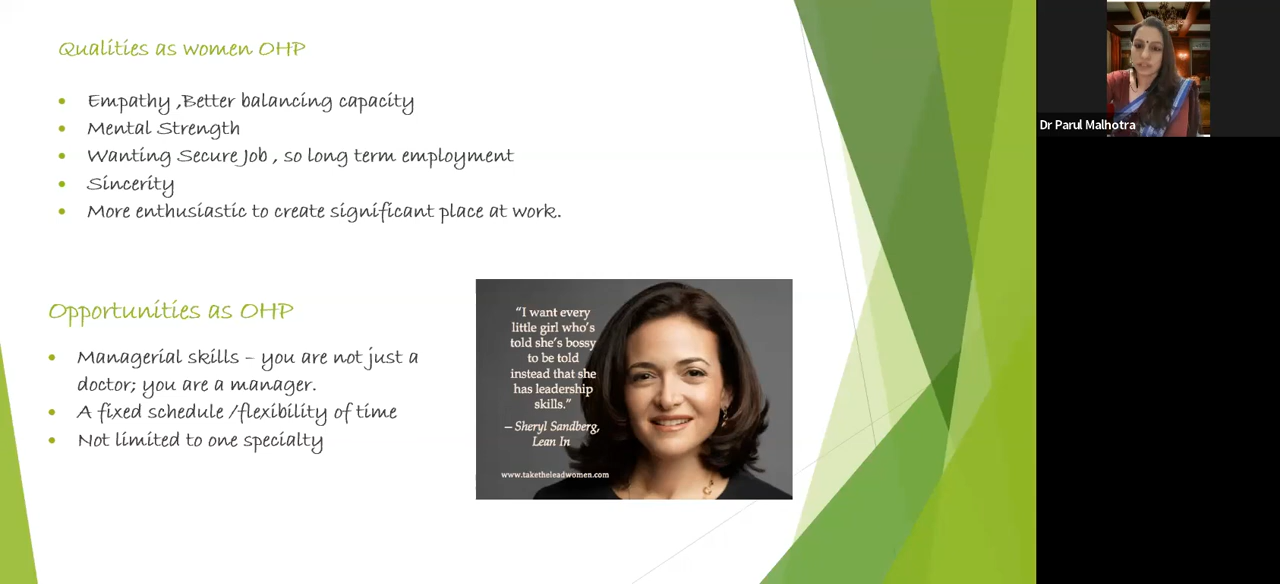 Qualities as women OHP
Empathy ,Better balancing capacity
Mental Strength
Wanting Secure Job , so long term employment
Sincerity
More enthusiastic to create significant place at work.
Opportunities as OHP
Managerial skills – you are not just a
doctor; you are a manager.
A fixed schedule /flexibility of time
Not limited to one specialty
“I want every
little girl who’s
told she’s bossy
to be told
instead that she
has leadership
skills.”
– Sheryl Sandberg,
Lean In
www.taketheleadwomen.com
Dr Parul Malhotra